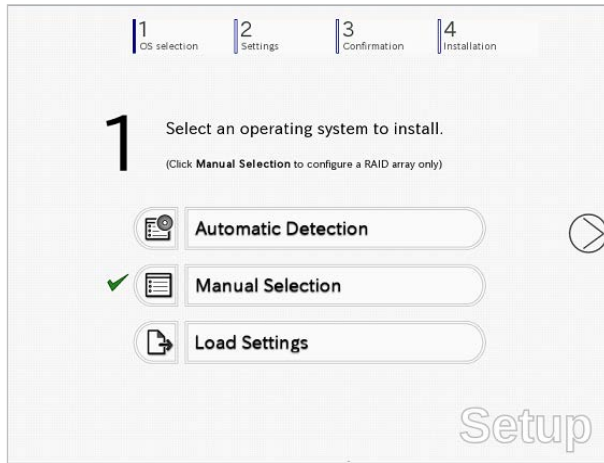 1
OS selection
2
Settings
3
Confirmation
4
Installation
1
Select an operating system to install.
(Click Manual Selection to configure a RAID array only)
Automatic Detection
Manual Selection
Load Settings
Setup